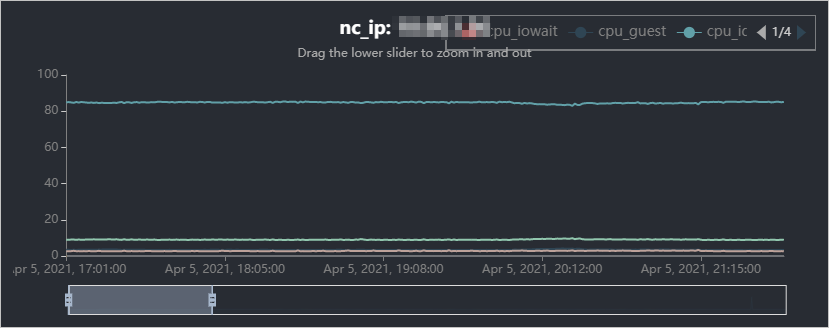 nc_ip:
cpu_iowait cpu_guest cpu_ic 1/4
Drag the lower slider to zoom in and out
100
80
60
40
20
0
Apr 5, 2021, 17:01:00 Apr 5, 2021, 18:05:00 Apr 5, 2021, 19:08:00 Apr 5, 2021, 20:12:00 Apr 5, 2021, 21:15:00